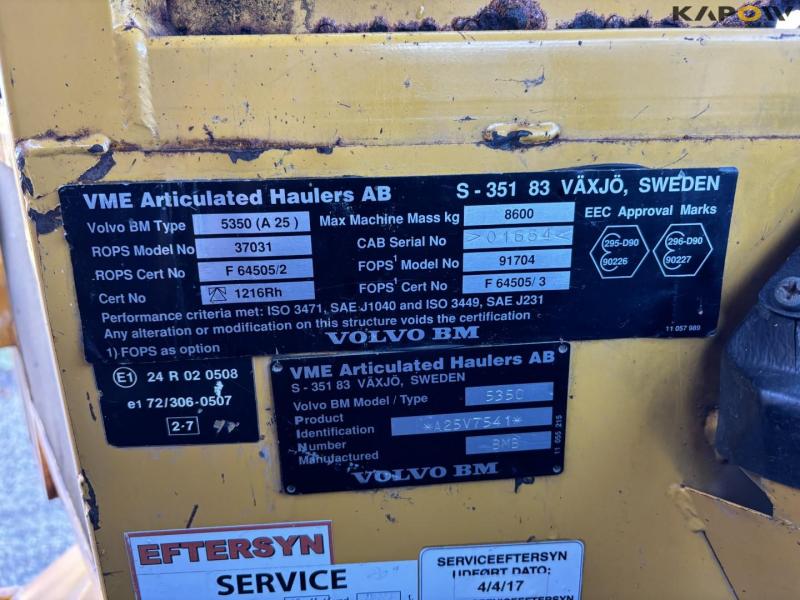 KAPOW
VME Articulated Haulers AB S - 351 83 VÄXJÖ, SWEDEN
Volvo BM Type 5350 (A 25) Max Machine Mass kg 8600 EEC Approval Marks
ROPS Model No 37031 CAB Serial No >01664<
ROPS Cert No F 64505/2 FOPS¹ Model No 91704
Cert No 1216Rh FOPS¹ Cert No F 64505/3
295-D90
90226
296-D90
90227
Performance criteria met: ISO 3471, SAE J1040 and ISO 3449, SAE J231
Any alteration or modification on this structure voids the certification
1) FOPS as option
VOLVO BM
11 057 989
E1 24 R 02 0508
e1 72/306-0507
2-7
VME Articulated Haulers AB
S - 351 83 VÄXJÖ, SWEDEN
Volvo BM Model / Type 5350
Product
Identification *A25V7541*
Number
Manufactured BMB
VOLVO BM
11 055 215
EFTERSYN
SERVICE
SERVICEEFTERSYN
UDFØRT DATO:
4/4/17
SERVICEEFTERSYN